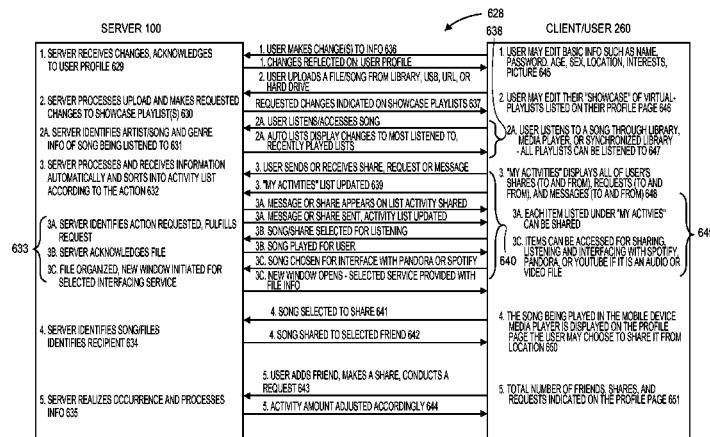 628
SERVER 100
CLIENT/USER 260
638
1. SERVER RECEIVES CHANGES, ACKNOWLEDGES
TO USER PROFILE 629
2. SERVER PROCESSES UPLOAD AND MAKES REQUESTED
CHANGES TO SHOWCASE PLAYLIST(S) 630
2A. SERVER IDENTIFIES ARTIST/SONG AND GENRE
INFO OF SONG BEING LISTENED TO 631
3. SERVER PROCESSES AND RECEIVES INFORMATION
AUTOMATICALLY AND SORTS INTO ACTIVITY LIST
ACCORDING TO THE ACTION 632
633
3A. SERVER IDENTIFIES ACTION REQUESTED, FULFILLS
REQUEST
3B. SERVER ACKNOWLEDGES FILE
3C. FILE ORGANIZED, NEW WINDOW INITIATED FOR
SELECTED INTERFACING SERVICE
4. SERVER IDENTIFIES SONG/FILES
IDENTIFIES RECIPIENT 634
5. SERVER REALIZES OCCURRENCE AND PROCESSES
INFO 635
1. USER MAKES CHANGE(S) TO INFO 636
1. CHANGES REFLECTED ON: USER PROFILE
2. USER UPLOADS A FILE/SONG FROM LIBRARY, USB, URL, OR
HARD DRIVE
REQUESTED CHANGES INDICATED ON SHOWCASE PLAYLISTS 637
2A. USER LISTENS/ACCESSES SONG
2A. AUTO LISTS DISPLAY CHANGES TO MOST LISTENED TO,
RECENTLY PLAYED LISTS
3. USER SENDS OR RECEIVES SHARE, REQUEST OR MESSAGE
3. "MY ACTIVITIES" LIST UPDATED 639
3A. MESSAGE OR SHARE APPEARS ON LIST ACTIVITY SHARED
3A. MESSAGE OR SHARE SENT, ACTIVITY LIST UPDATED
3B. SONG/SHARE SELECTED FOR LISTENING
3B. SONG PLAYED FOR USER
3C. SONG CHOSEN FOR INTERFACE WITH PANDORA OR SPOTIFY
3C. NEW WINDOW OPENS - SELECTED SERVICE PROVIDED WITH
FILE INFO
640
4. SONG SELECTED TO SHARE 641
4. SONG SHARED TO SELECTED FRIEND 642
5. USER ADDS FRIEND, MAKES A SHARE, CONDUCTS A
REQUEST 643
5. ACTIVITY AMOUNT ADJUSTED ACCORDINGLY 644
1. USER MAY EDIT BASIC INFO SUCH AS NAME,
PASSWORD, AGE, SEX, LOCATION, INTERESTS,
PICTURE 645
2. USER MAY EDIT THEIR "SHOWCASE" OF VIRTUAL-
PLAYLISTS LISTED ON THEIR PROFILE PAGE 646
2A. USER LISTENS TO A SONG THROUGH LIBRARY,
MEDIA PLAYER, OR SYNCHRONIZED LIBRARY
- ALL PLAYLISTS CAN BE LISTENED TO 647
3. "MY ACTIVITIES" DISPLAYS ALL OF USER'S
SHARES (TO AND FROM), REQUESTS (TO AND
FROM), AND MESSAGES (TO AND FROM) 648
3A. EACH ITEM LISTED UNDER "MY ACTIVIES"
CAN BE SHARED
3C. ITEMS CAN BE ACCESSED FOR SHARING,
LISTENING AND INTERFACING WITH SPOTIFY,
PANDORA, OR YOUTUBE IF IT IS AN AUDIO OR
VIDEO FILE
649
4. THE SONG BEING PLAYED IN THE MOBILE DEVICE
MEDIA PLAYER IS DISPLAYED ON THE PROFILE
PAGE THE USER MAY CHOOSE TO SHARE IT FROM
LOCATION 650
5. TOTAL NUMBER OF FRIENDS, SHARES, AND
REQUESTS INDICATED ON THE PROFILE PAGE 651